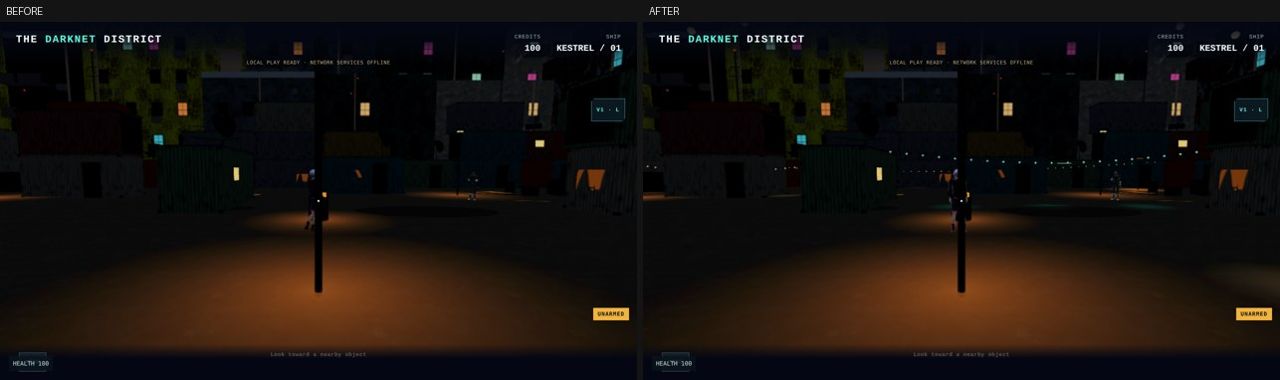 BEFORE
THE DARKNET DISTRICT
CREDITS
100
SHIP
KESTREL / 01
LOCAL PLAY READY · NETWORK SERVICES OFFLINE
V1 · L
UNARMED
Look toward a nearby object
HEALTH 100
AFTER
THE DARKNET DISTRICT
CREDITS
100
SHIP
KESTREL / 01
LOCAL PLAY READY · NETWORK SERVICES OFFLINE
V1 · L
UNARMED
Look toward a nearby object
HEALTH 100